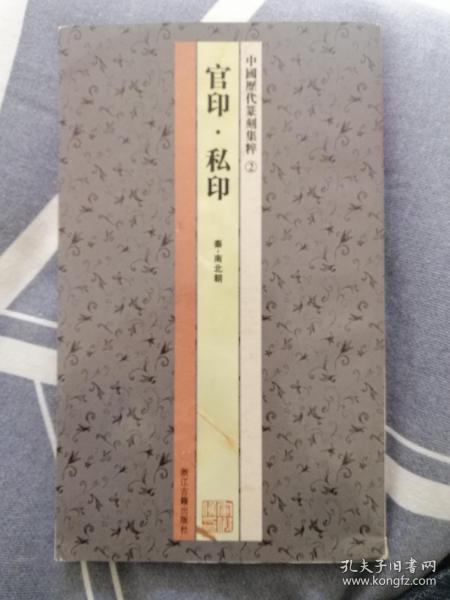 中國歷代篆刻集粹②
官印·私印
秦-南北朝
浙江古籍出版社
孔夫子旧書网
www.kongfz.com